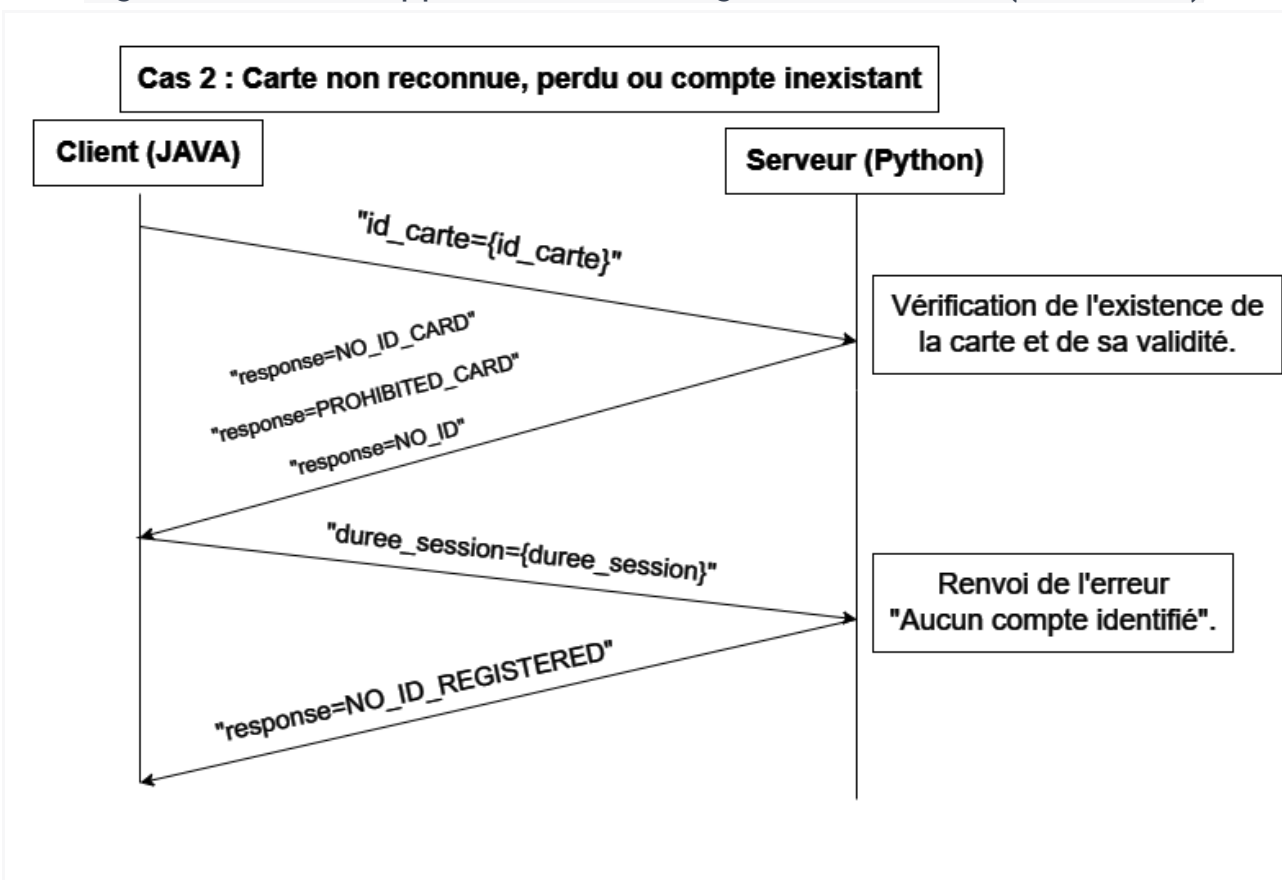 Cas 2 : Carte non reconnue, perdu ou compte inexistant
Client (JAVA)
Serveur (Python)
"id_carte={id_carte}"
Vérification de l'existence de
la carte et de sa validité.
"response=NO_ID_CARD"
"response=PROHIBITED_CARD"
"response=NO_ID"
"duree_session={duree_session}"
Renvoi de l'erreur
"Aucun compte identifié".
"response=NO_ID_REGISTERED"